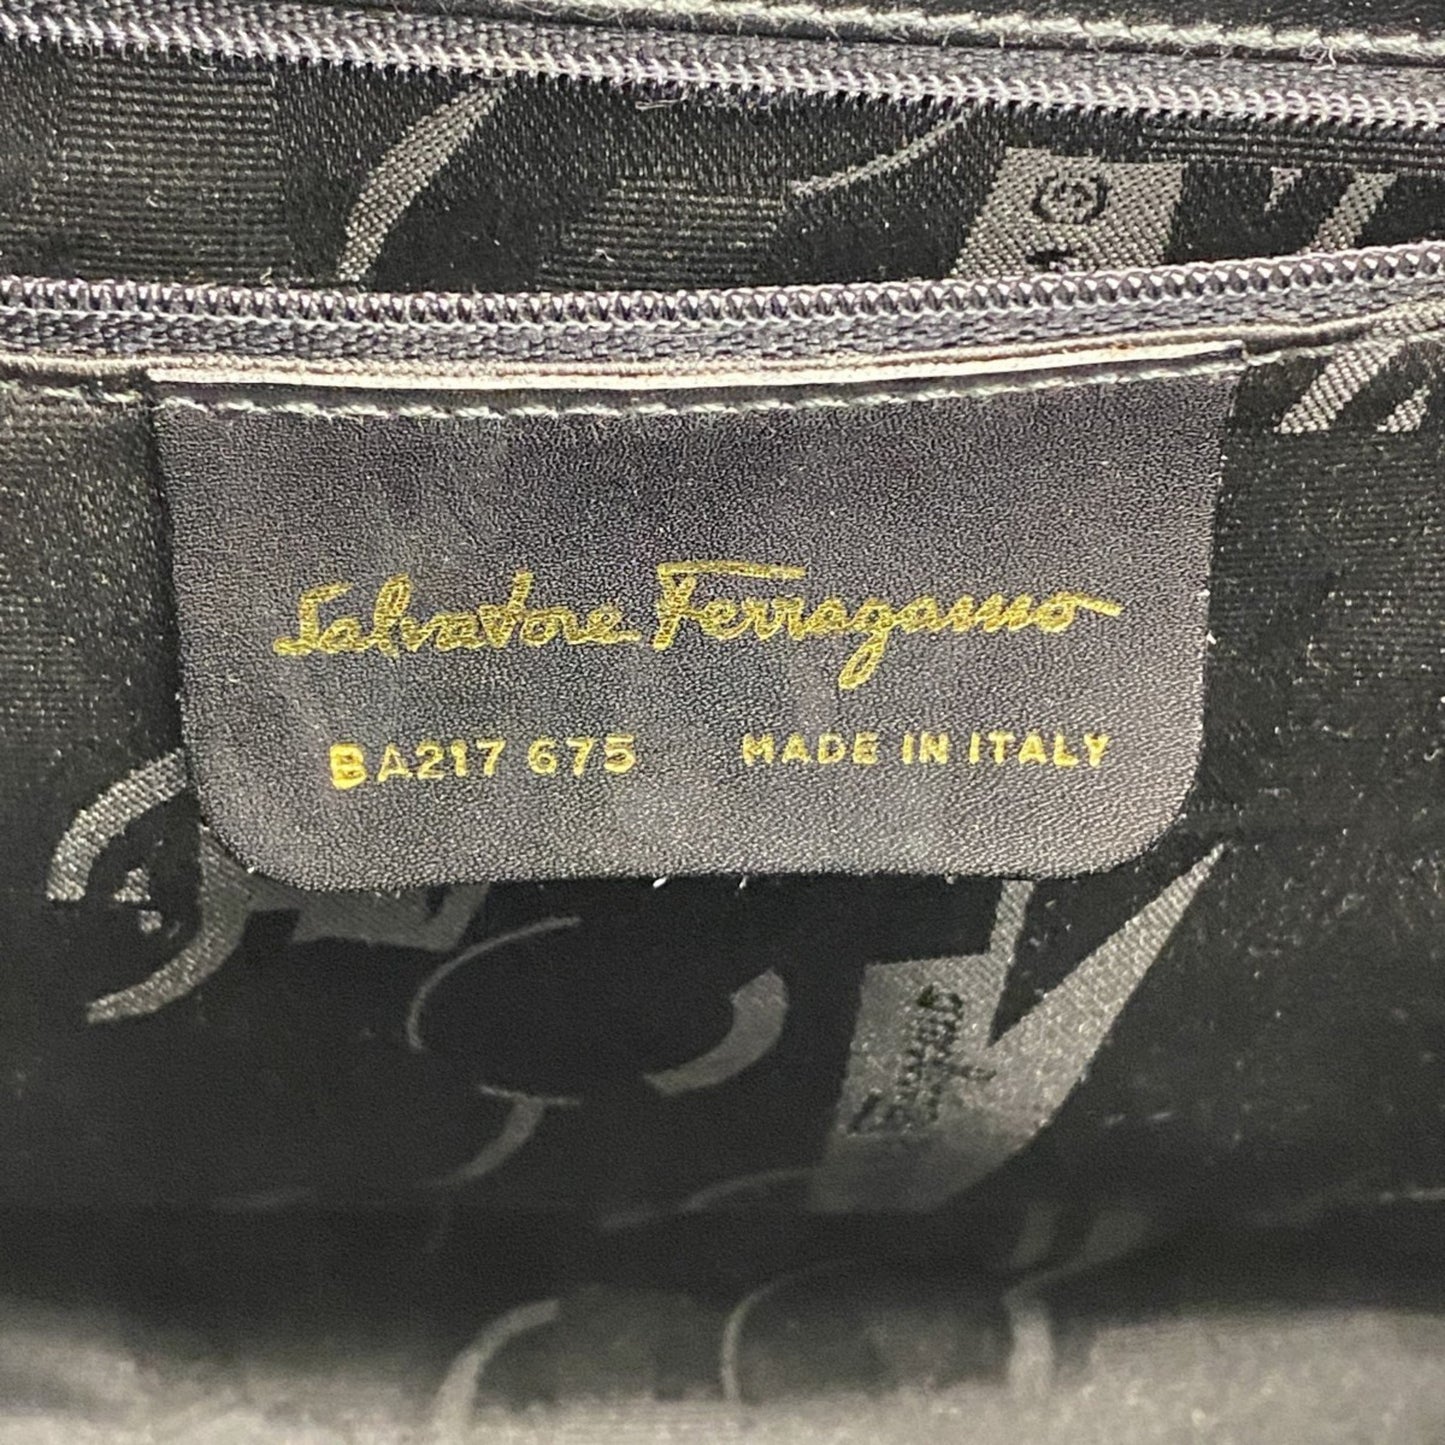 Salvatore Ferragamo
BA217 675 MADE IN ITALY